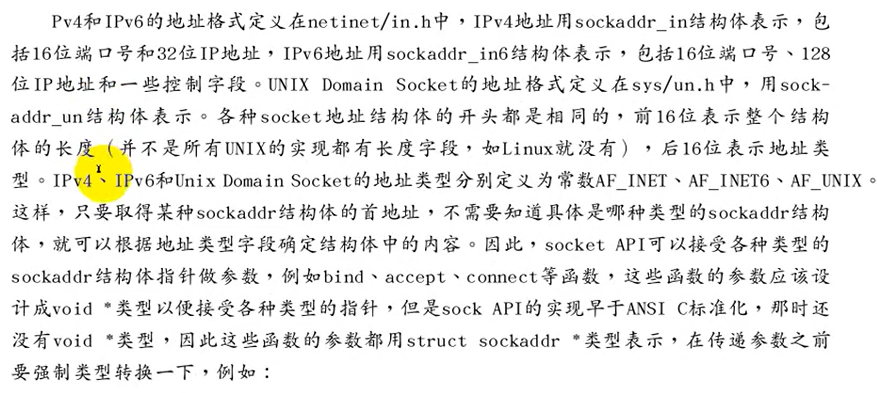 Pv4和IPv6的地址格式定义在netinet/in.h中，IPv4地址用sockaddr_in结构体表示，包
括16位端口号和32位IP地址，IPv6地址用sockaddr_in6结构体表示，包括16位端口号、128
位IP地址和一些控制字段。UNIX Domain Socket的地址格式定义在sys/un.h中，用sock-
addr_un结构体表示。各种socket地址结构体的开头都是相同的，前16位表示整个结构
体的长度（并不是所有UNIX的实现都有长度字段，如Linux就没有），后16位表示地址类
型。IPv4、IPv6和Unix Domain Socket的地址类型分别定义为常数AF_INET、AF_INET6、AF_UNIX。
这样，只要取得某种sockaddr结构体的首地址，不需要知道具体是哪种类型的sockaddr结构
体，就可以根据地址类型字段确定结构体中的内容。因此，socket API可以接受各种类型的
sockaddr结构体指针做参数，例如bind、accept、connect等函数，这些函数的参数应该设
计成void *类型以便接受各种类型的指针，但是sock API的实现早于ANSI C标准化，那时还
没有void *类型，因此这些函数的参数都用struct sockaddr *类型表示，在传递参数之前
要强制类型转换一下，例如：